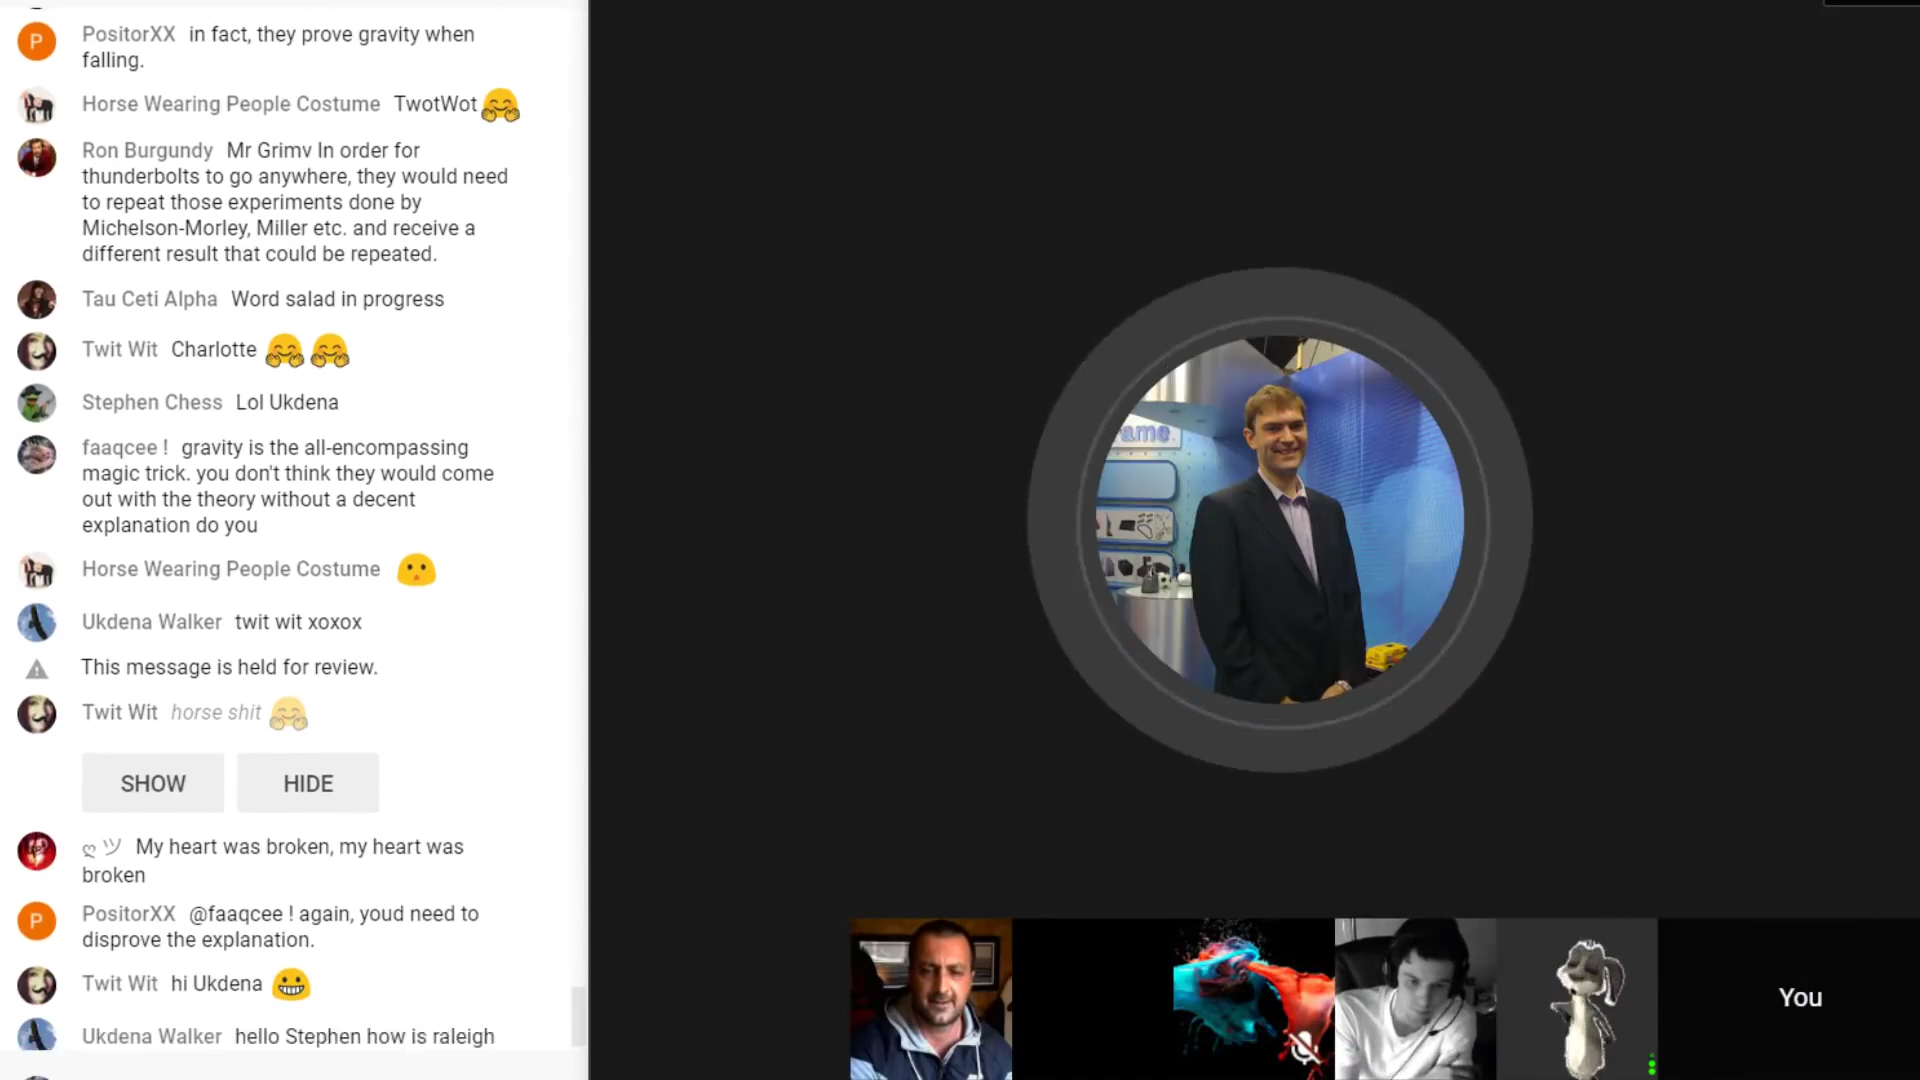 P PositorXX in fact, they prove gravity when
falling.
Horse Wearing People Costume TwotWot
Ron Burgundy Mr Grimv In order for
thunderbolts to go anywhere, they would need
to repeat those experiments done by
Michelson-Morley, Miller etc. and receive a
different result that could be repeated.
Tau Ceti Alpha Word salad in progress
Twit Wit Charlotte
Stephen Chess Lol Ukdena
faaqcee ! gravity is the all-encompassing
magic trick. you don't think they would come
out with the theory without a decent
explanation do you
Horse Wearing People Costume
Ukdena Walker twit wit xoxox
This message is held for review.
Twit Wit horse shit
SHOW HIDE
ღ ツ My heart was broken, my heart was
broken
P PositorXX @faaqcee ! again, youd need to
disprove the explanation.
Twit Wit hi Ukdena
Ukdena Walker hello Stephen how is raleigh
ame
You